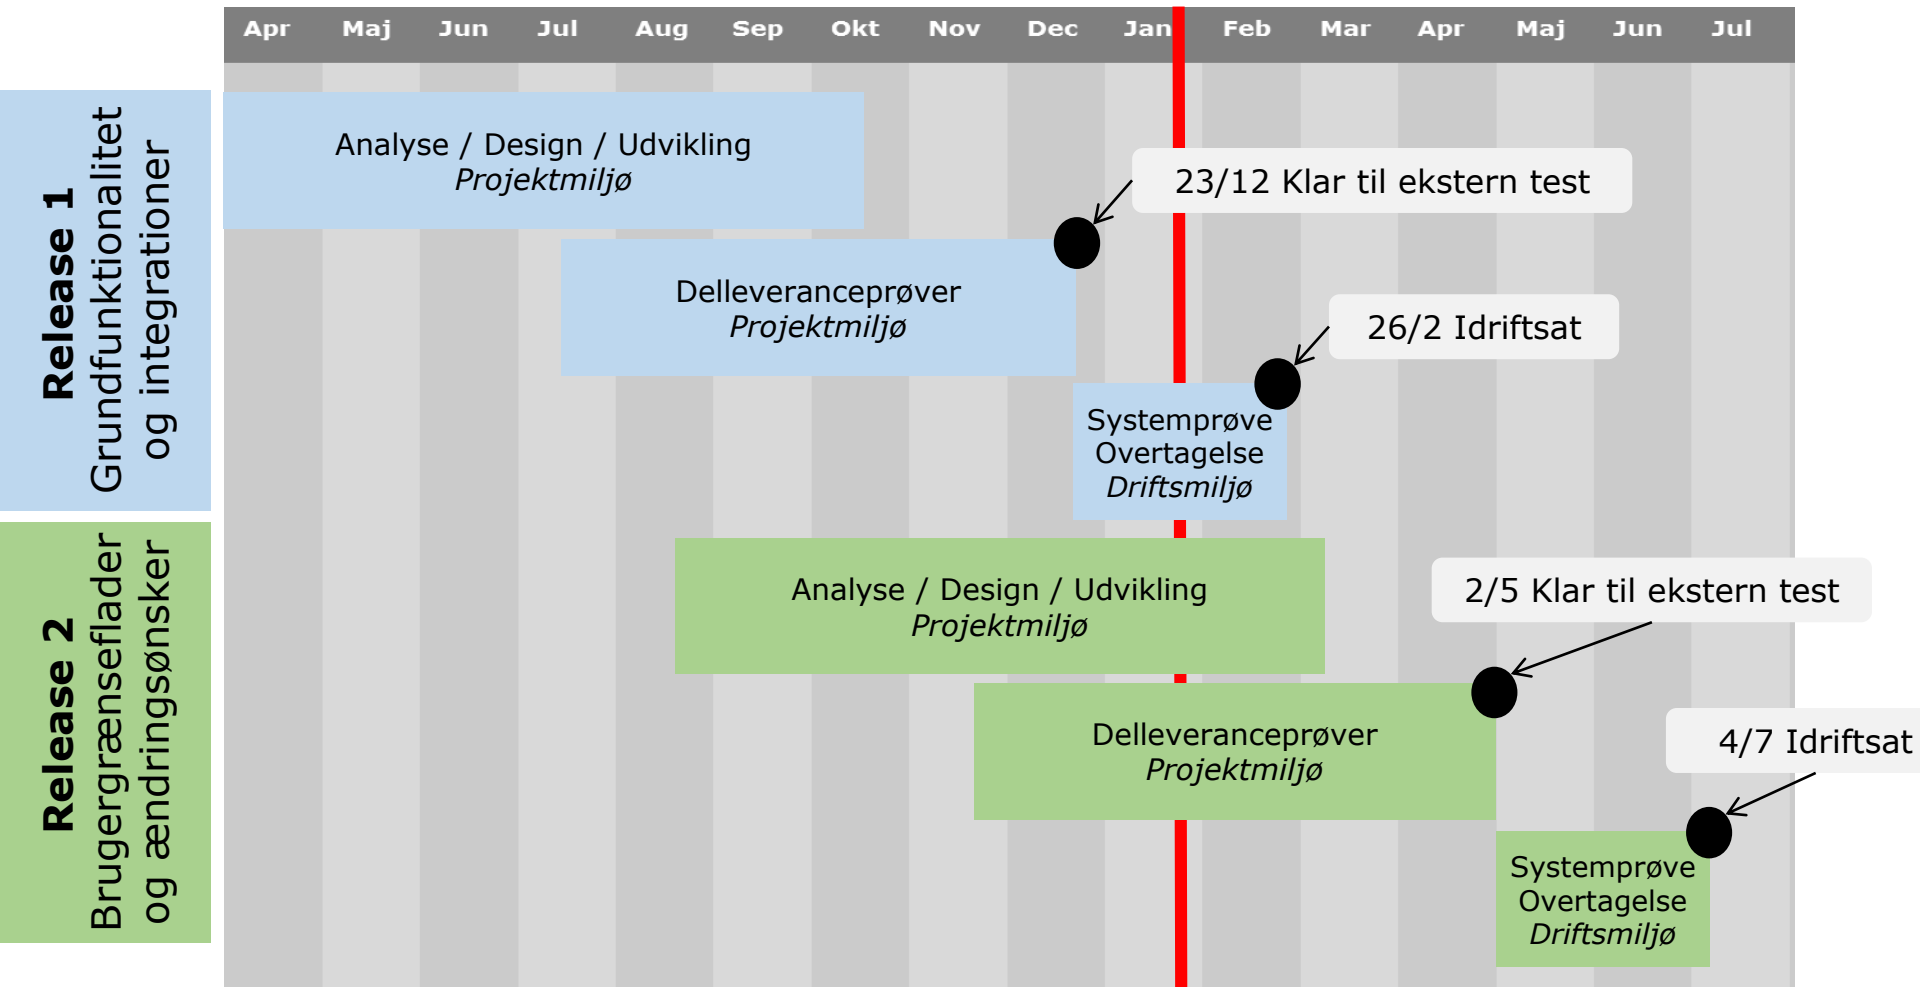 Apr Maj Jun Jul Aug Sep Okt Nov Dec Jan Feb Mar Apr Maj Jun Jul
Release 1
Grundfunktionalitet
og integrationer
Analyse / Design / Udvikling
Projektmiljø
23/12 Klar til ekstern test
Delleveranceprøver
Projektmiljø
26/2 Idriftsat
Systemprøve
Overtagelse
Driftsmiljø
Release 2
Brugergrænseflader
og ændringsønsker
Analyse / Design / Udvikling
Projektmiljø
2/5 Klar til ekstern test
Delleveranceprøver
Projektmiljø
4/7 Idriftsat
Systemprøve
Overtagelse
Driftsmiljø